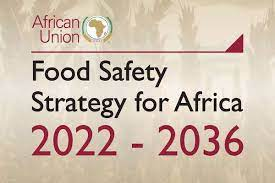 African
Union
Food Safety
Strategy for Africa
2022 - 2036